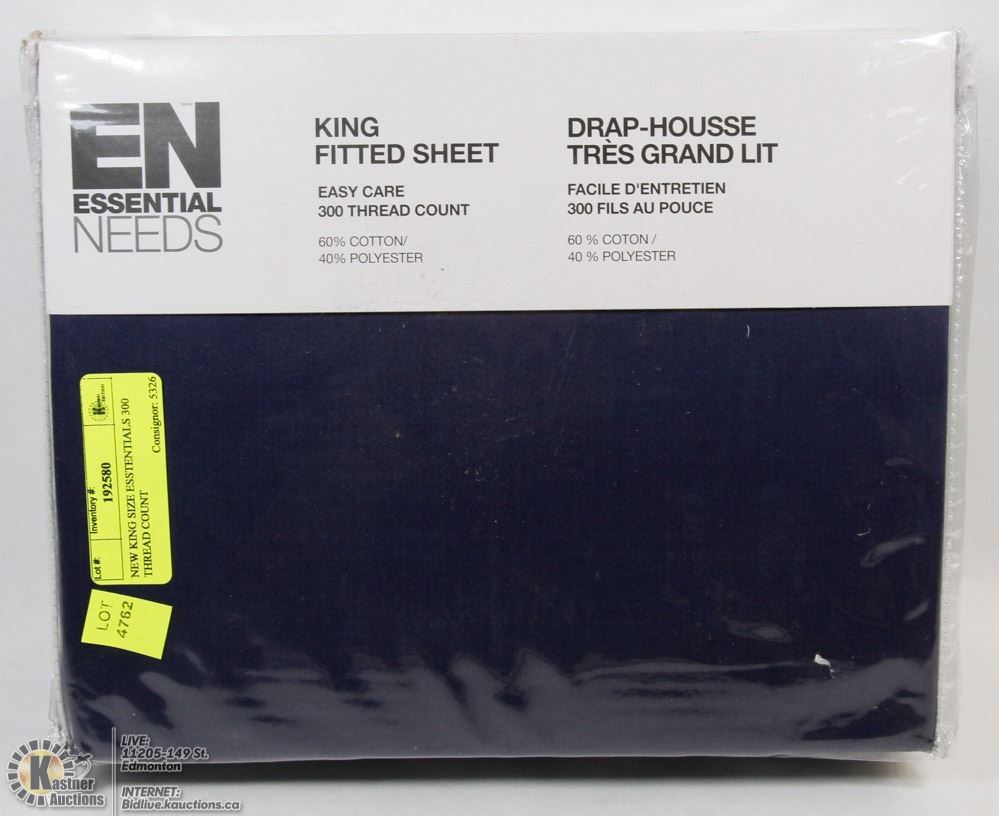 EN
ESSENTIAL
NEEDS
KING
FITTED SHEET
EASY CARE
300 THREAD COUNT
60% COTTON/
40% POLYESTER
DRAP-HOUSSE
TRÈS GRAND LIT
FACILE D'ENTRETIEN
300 FILS AU POUCE
60 % COTON /
40 % POLYESTER
Lot #:
Inventory #:
192580
NEW KING SIZE ESSTENTIALS 300
THREAD COUNT
Consignor: 5326
LOT
4762
Kastner
Auctions
LIVE:
11205-149 St.
Edmonton
INTERNET:
Bidlive.kauctions.ca